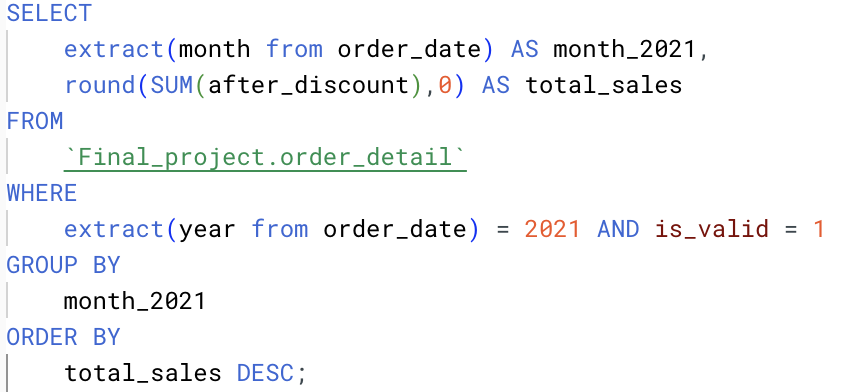 SELECT
extract(month from order_date) AS month_2021,
round(SUM(after_discount),0) AS total_sales
FROM
`Final_project.order_detail`
WHERE
extract(year from order_date) = 2021 AND is_valid = 1
GROUP BY
month_2021
ORDER BY
total_sales DESC;